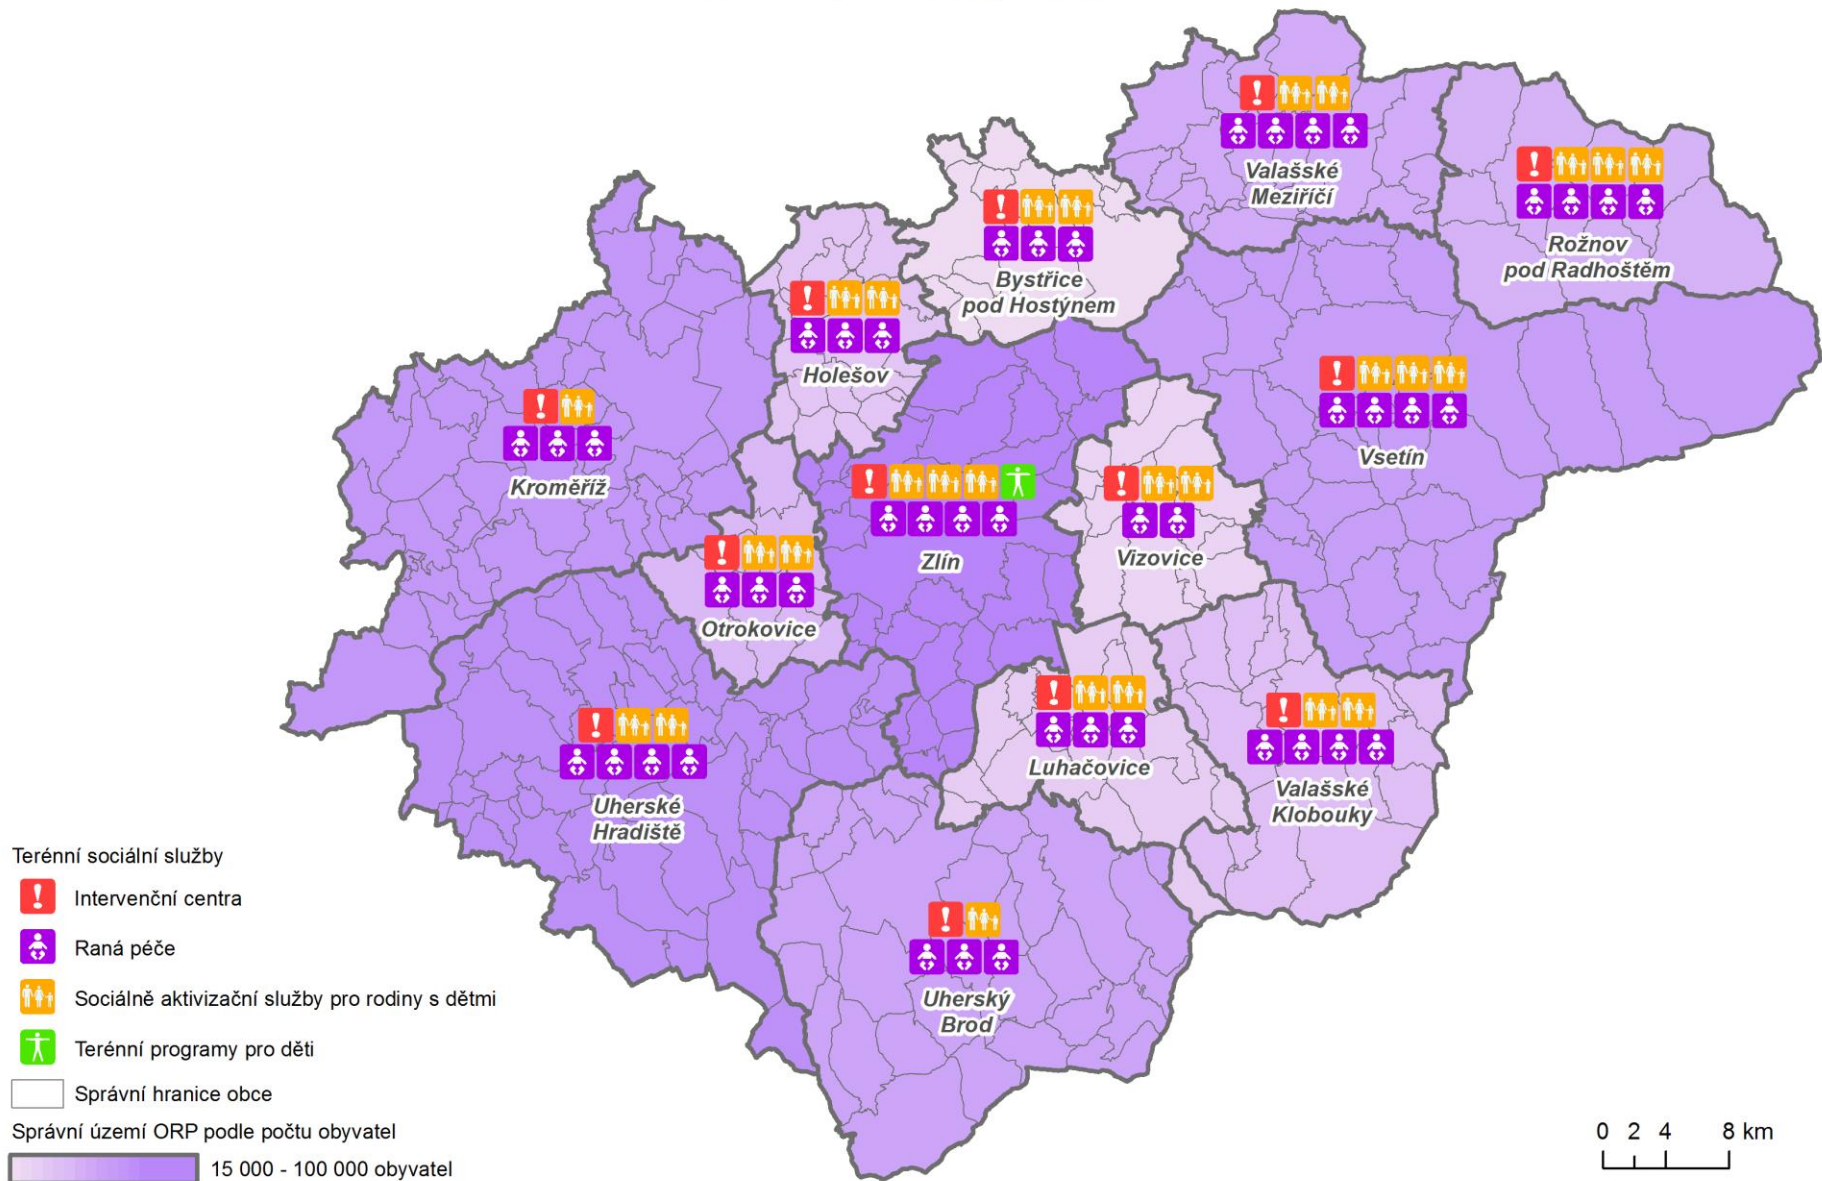 Valašské
Meziříčí
Rožnov
pod Radhoštěm
Bystřice
pod Hostýnem
Holešov
Kroměříž
Vsetín
Zlín
Vizovice
Otrokovice
Luhačovice
Valašské
Klobouky
Uherské
Hradiště
Uherský
Brod
Terénní sociální služby
Intervenční centra
Raná péče
Sociálně aktivizační služby pro rodiny s dětmi
Terénní programy pro děti
Správní hranice obce
Správní území ORP podle počtu obyvatel
15 000 - 100 000 obyvatel
0 2 4 8 km